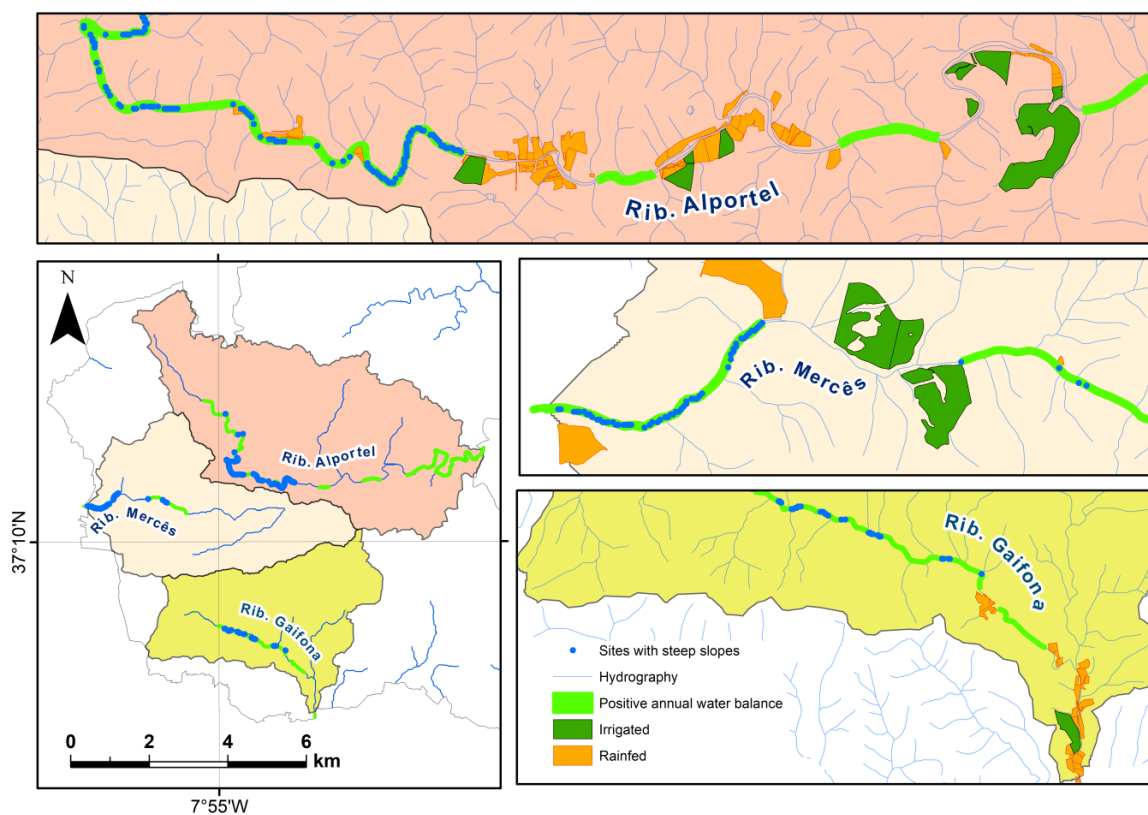 Rib. Alportel
N
Rib. Alportel
Rib. Mercês
Rib. Gaifona
37°10'N
0 2 4 6
km
7°55'W
Rib. Mercês
Rib. Gaifona
Sites with steep slopes
Hydrography
Positive annual water balance
Irrigated
Rainfed